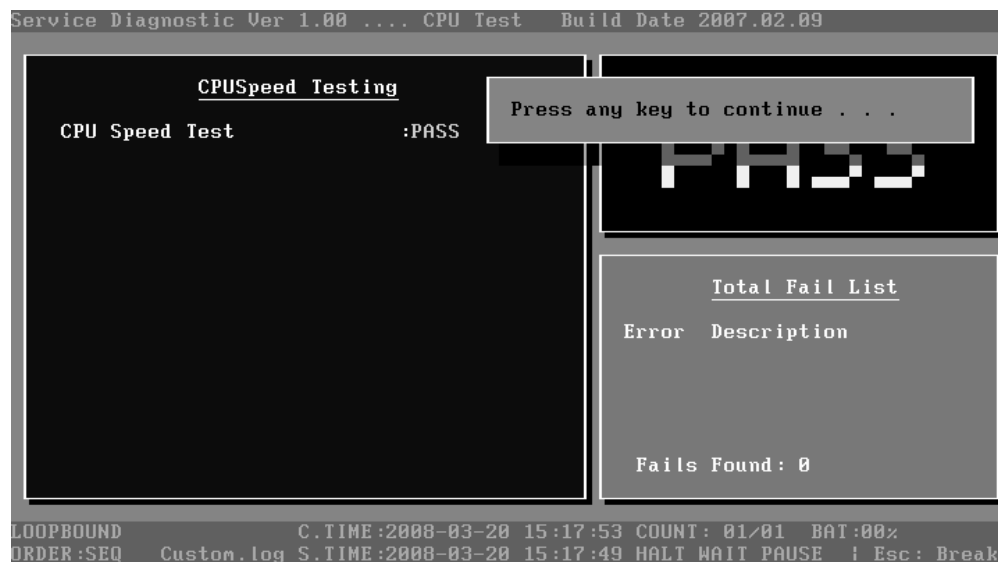 Service Diagnostic Ver 1.00 .... CPU Test Build Date 2007.02.09
CPUSpeed Testing
CPU Speed Test :PASS
Press any key to continue . . .
PASS
Total Fail List
Error Description
Fails Found: 0
LOOPBOUND C.TIME:2008-03-20 15:17:53 COUNT: 01/01 BAT:00%
ORDER:SEQ Custom.log S.TIME:2008-03-20 15:17:49 HALT WAIT PAUSE ¦ Esc: Break